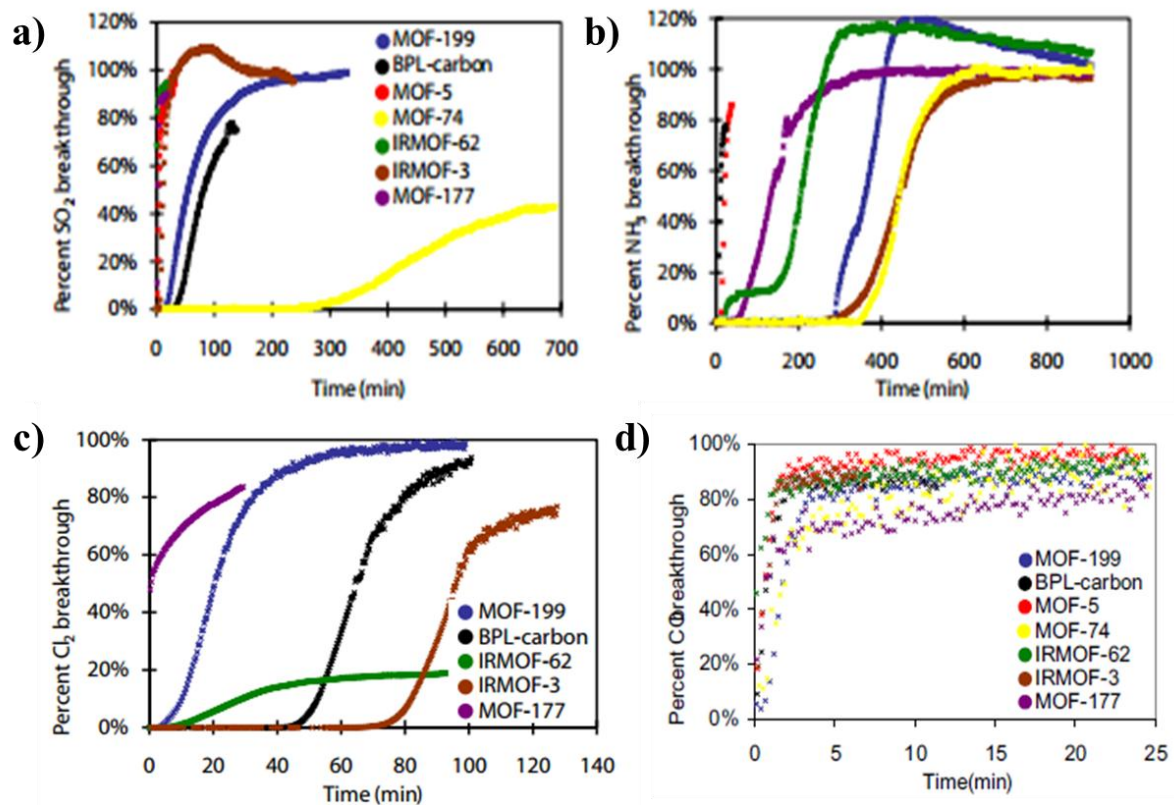 a)
Percent SO2 breakthrough
120%
100%
80%
60%
40%
20%
0%
MOF-199
BPL-carbon
MOF-5
MOF-74
IRMOF-62
IRMOF-3
MOF-177
0 100 200 300 400 500 600 700
Time (min)
b)
Percent NH3 breakthrough
120%
100%
80%
60%
40%
20%
0%
0 200 400 600 800 1000
Time (min)
c)
Percent Cl2 breakthrough
100%
80%
60%
40%
20%
0%
MOF-199
BPL-carbon
IRMOF-62
IRMOF-3
MOF-177
0 20 40 60 80 100 120 140
Time (min)
d)
Percent breakthrough
100%
80%
60%
40%
20%
0%
MOF-199
BPL-carbon
MOF-5
MOF-74
IRMOF-62
IRMOF-3
MOF-177
0 5 10 15 20 25
Time(min)